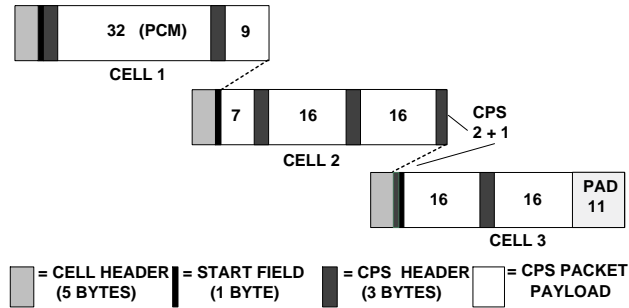 32 (PCM)
9
CELL 1
7
16
16
CPS
2 + 1
CELL 2
16
16
PAD
11
CELL 3
= CELL HEADER
(5 BYTES)
= START FIELD
(1 BYTE)
= CPS HEADER
(3 BYTES)
= CPS PACKET
PAYLOAD